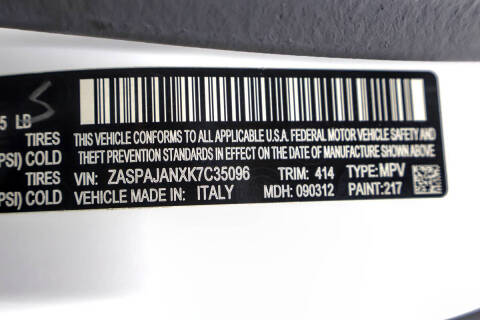 5 LB
S
TIRES THIS VEHICLE CONFORMS TO ALL APPLICABLE U.S.A. FEDERAL MOTOR VEHICLE SAFETY AND
PSI) COLD THEFT PREVENTION STANDARDS IN EFFECT ON THE DATE OF MANUFACTURE SHOWN ABOVE.
TIRES VIN: ZASPAJANXK7C35096 TRIM: 414 TYPE: MPV
PSI) COLD VEHICLE MADE IN: ITALY MDH: 090312 PAINT: 217